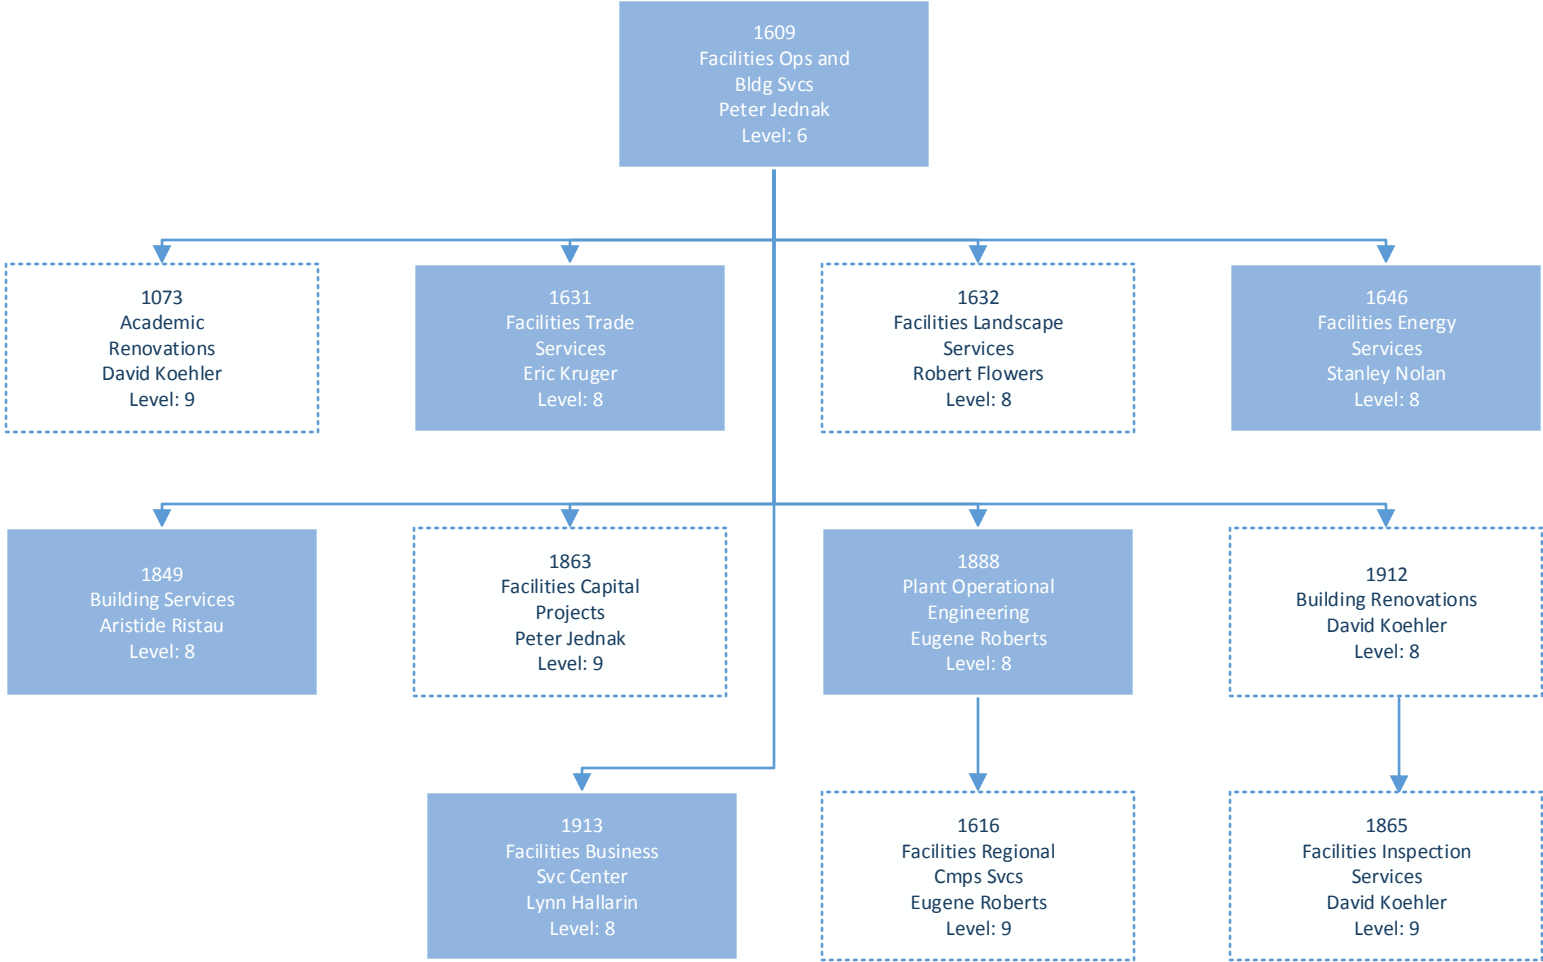 1609
Facilities Ops and
Bldg Svcs
Peter Jednak
Level: 6
1073
Academic
Renovations
David Koehler
Level: 9
1631
Facilities Trade
Services
Eric Kruger
Level: 8
1632
Facilities Landscape
Services
Robert Flowers
Level: 8
1646
Facilities Energy
Services
Stanley Nolan
Level: 8
1849
Building Services
Aristide Ristau
Level: 8
1863
Facilities Capital
Projects
Peter Jednak
Level: 9
1888
Plant Operational
Engineering
Eugene Roberts
Level: 8
1912
Building Renovations
David Koehler
Level: 8
1913
Facilities Business
Svc Center
Lynn Hallarin
Level: 8
1616
Facilities Regional
Cmps Svcs
Eugene Roberts
Level: 9
1865
Facilities Inspection
Services
David Koehler
Level: 9